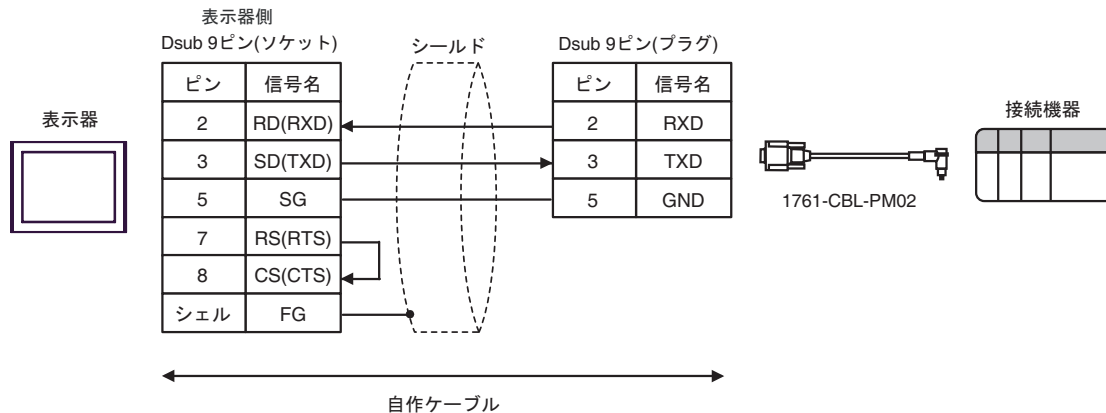 表示器側
Dsub 9ピン(ソケット)
シールド
Dsub 9ピン(プラグ)
ピン 信号名
ピン 信号名
表示器
接続機器
2 RD(RXD)
2 RXD
3 SD(TXD)
3 TXD
5 SG
5 GND
1761-CBL-PM02
7 RS(RTS)
8 CS(CTS)
シェル FG
自作ケーブル